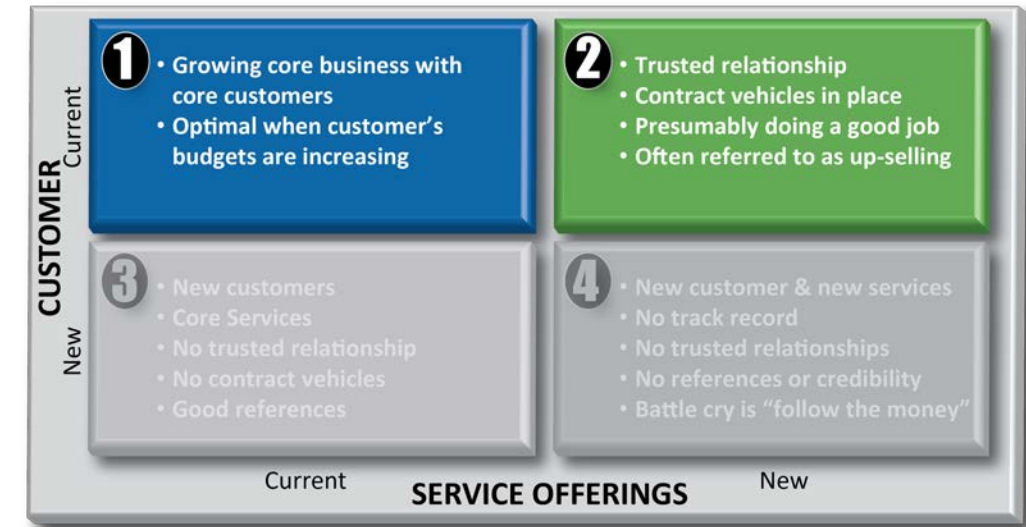 CUSTOMER
Current
New
1
• Growing core business with
core customers
• Optimal when customer's
budgets are increasing
2
• Trusted relationship
• Contract vehicles in place
• Presumably doing a good job
• Often referred to as up-selling
3
• New customers
• Core Services
• No trusted relationship
• No contract vehicles
• Good references
4
• New customer & new services
• No track record
• No trusted relationships
• No references or credibility
• Battle cry is “follow the money”
Current
New
SERVICE OFFERINGS